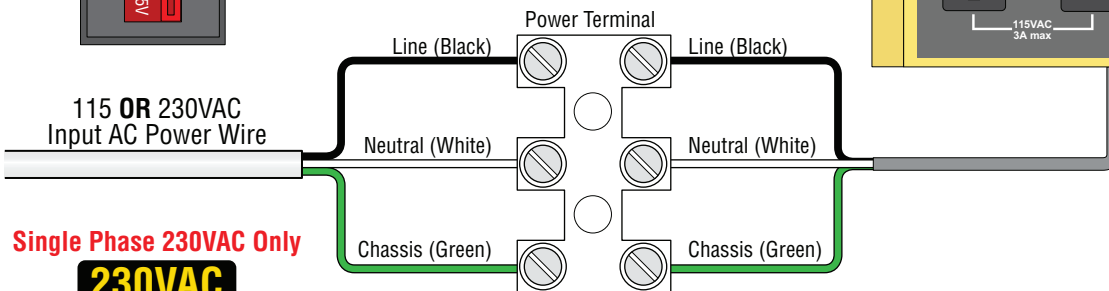 5V
Power Terminal
115VAC
3A max
Line (Black)
Line (Black)
115 OR 230VAC
Input AC Power Wire
Neutral (White)
Neutral (White)
Single Phase 230VAC Only
Chassis (Green)
Chassis (Green)
230VAC